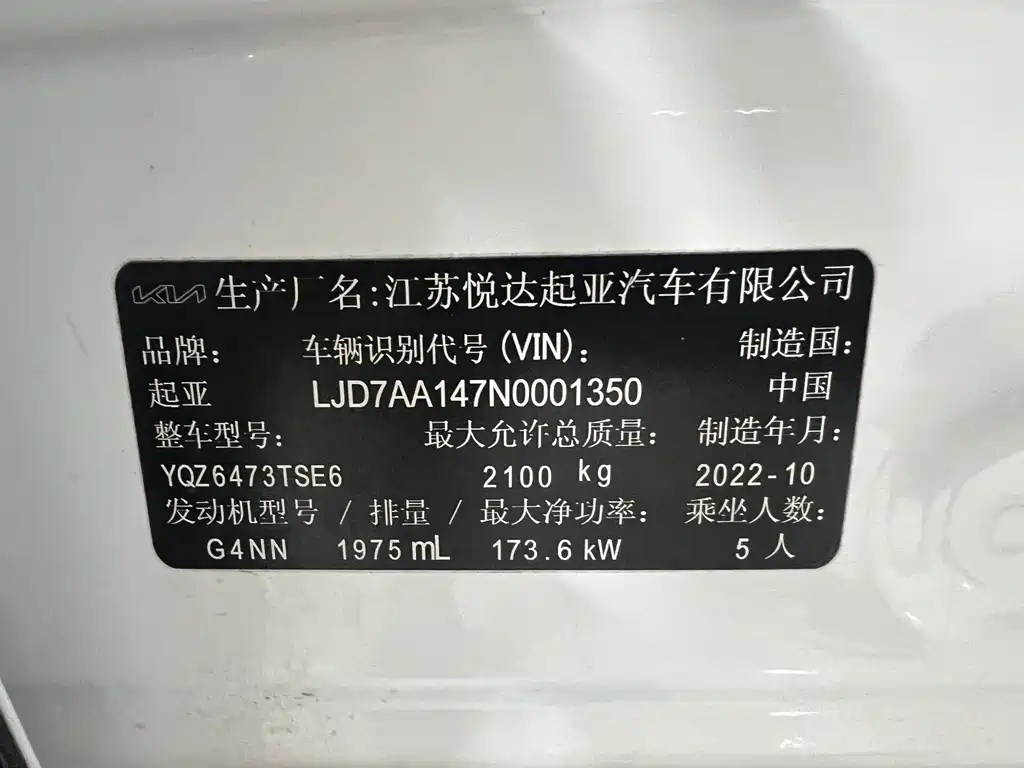 KIA 生产厂名:江苏悦达起亚汽车有限公司
品牌: 车辆识别代号(VIN): 制造国:
起亚 LJD7AA147N0001350 中国
整车型号: 最大允许总质量: 制造年月:
YQZ6473TSE6 2100 kg 2022-10
发动机型号 / 排量 / 最大净功率: 乘坐人数:
G4NN 1975 mL 173.6 kW 5 人